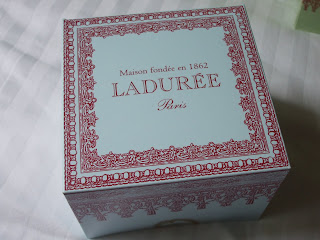 Maison fondée en 1862
LADURÉE
Paris